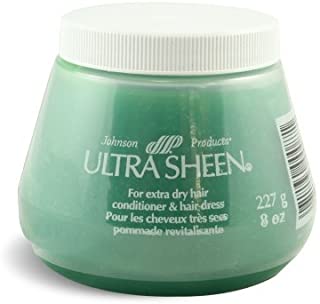 Johnson JP Products
ULTRA SHEEN
For extra dry hair
conditioner & hair dress
Pour les cheveux très secs
pommade revitalisante
227 g
8 oz